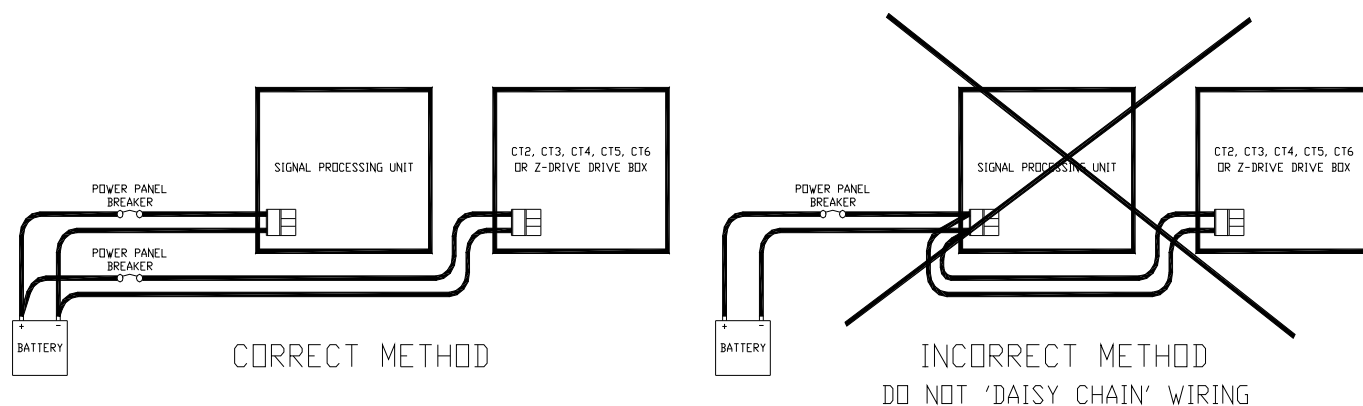 SIGNAL PROCESSING UNIT
CT2, CT3, CT4, CT5, CT6
OR Z-DRIVE DRIVE BOX
POWER PANEL
BREAKER
POWER PANEL
BREAKER
+ -
BATTERY
CORRECT METHOD
SIGNAL PROCESSING UNIT
CT2, CT3, CT4, CT5, CT6
OR Z-DRIVE DRIVE BOX
POWER PANEL
BREAKER
+ -
BATTERY
INCORRECT METHOD
DO NOT 'DAISY CHAIN' WIRING